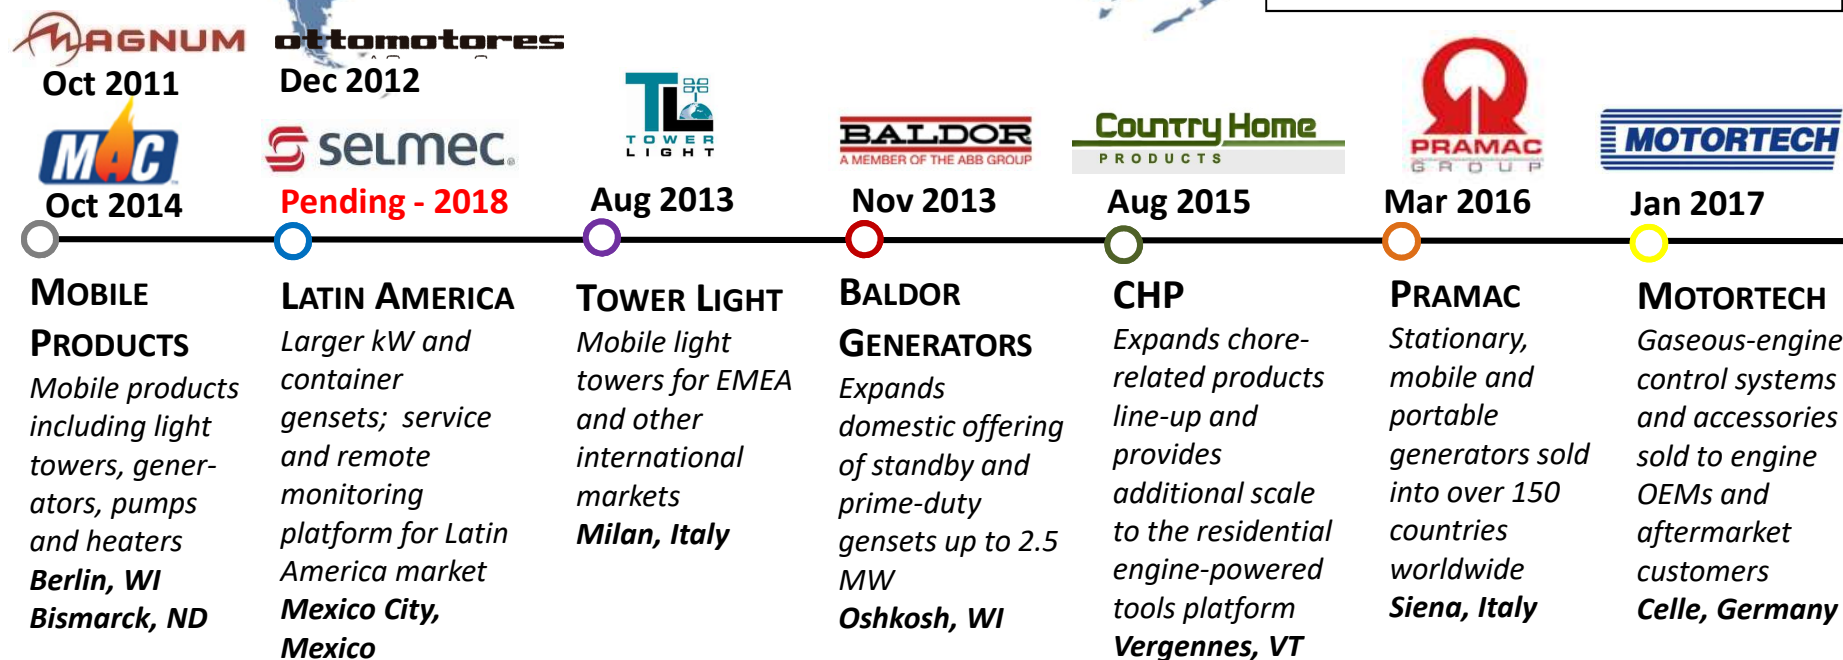 MAGNUM
Oct 2011
MAC
Oct 2014
MOBILE
PRODUCTS
Mobile products
including light
towers, gener-
ators, pumps
and heaters
Berlin, WI
Bismarck, ND
ottomotores
Dec 2012
selmec
Pending - 2018
LATIN AMERICA
Larger kW and
container
gensets; service
and remote
monitoring
platform for Latin
America market
Mexico City,
Mexico
TL
TOWER
LIGHT
Aug 2013
TOWER LIGHT
Mobile light
towers for EMEA
and other
international
markets
Milan, Italy
BALDOR
A MEMBER OF THE ABB GROUP
Nov 2013
BALDOR
GENERATORS
Expands
domestic offering
of standby and
prime-duty
gensets up to 2.5
MW
Oshkosh, WI
Country Home
PRODUCTS
Aug 2015
CHP
Expands chore-
related products
line-up and
provides
additional scale
to the residential
engine-powered
tools platform
Vergennes, VT
PRAMAC
GROUP
Mar 2016
PRAMAC
Stationary,
mobile and
portable
generators sold
into over 150
countries
worldwide
Siena, Italy
MOTORTECH
Jan 2017
MOTORTECH
Gaseous-engine
control systems
and accessories
sold to engine
OEMs and
aftermarket
customers
Celle, Germany